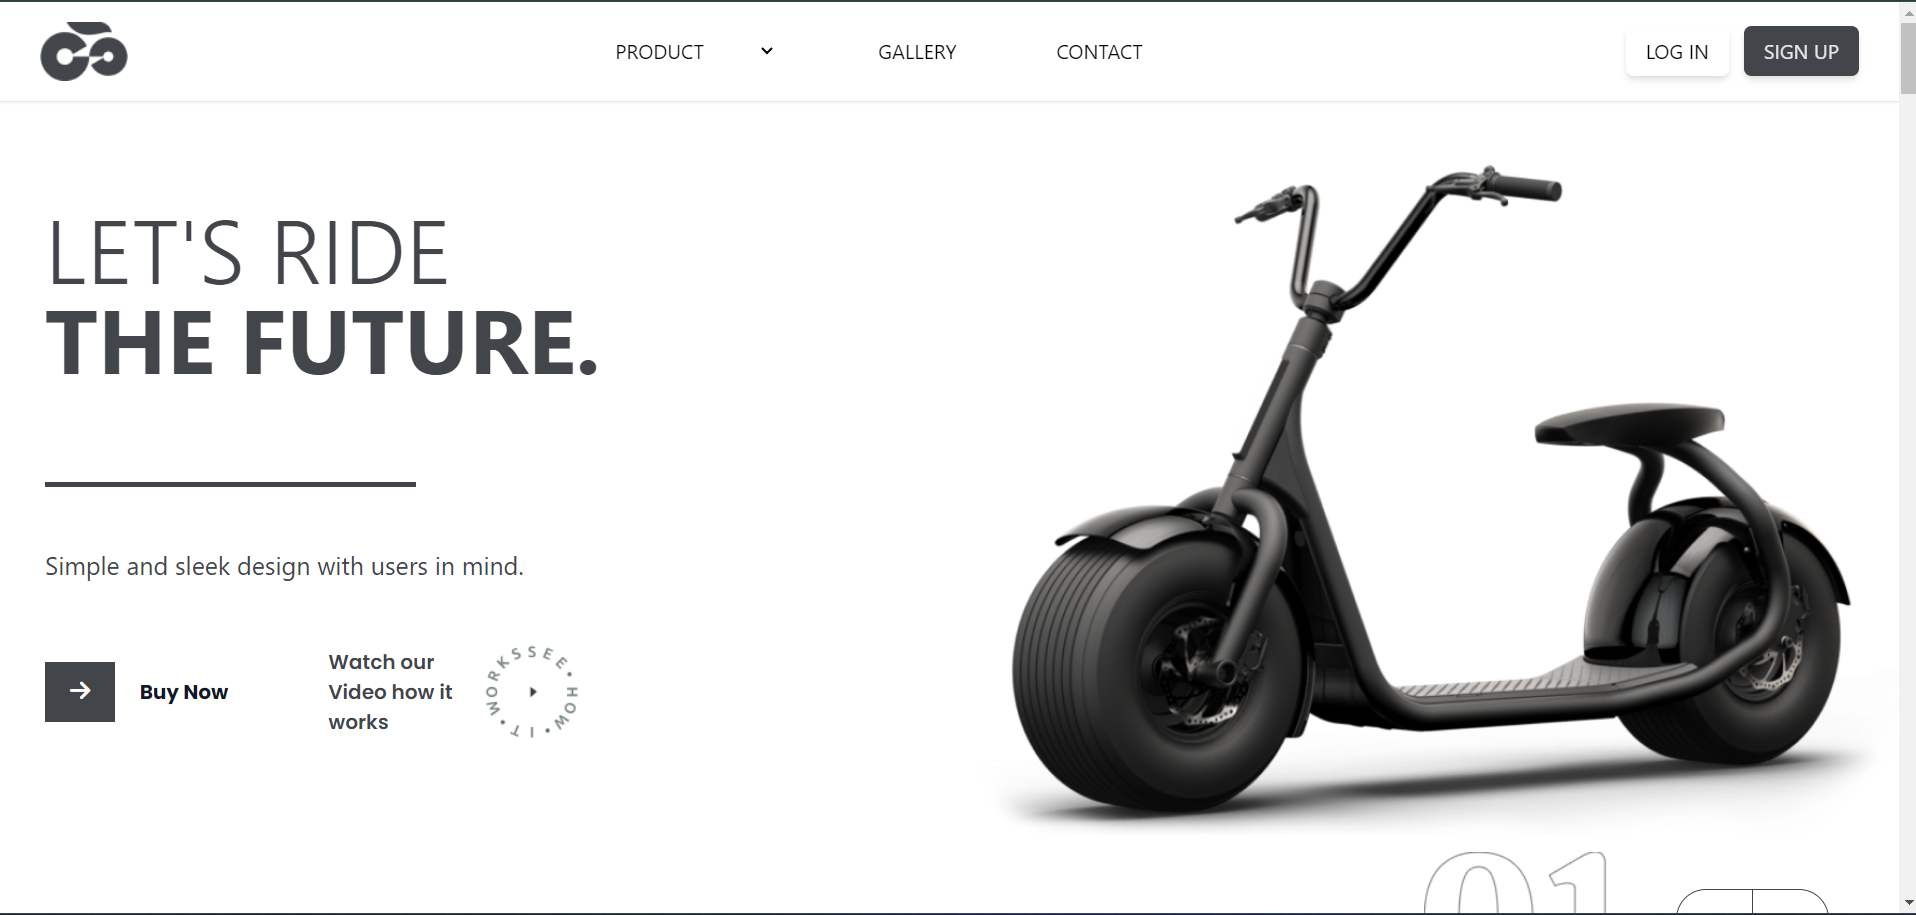 PRODUCT
GALLERY
CONTACT
LOG IN
SIGN UP
LET'S RIDE
THE FUTURE.
Simple and sleek design with users in mind.
Buy Now
Watch our
Video how it
works
SEE • HOW • IT • WORKS
01